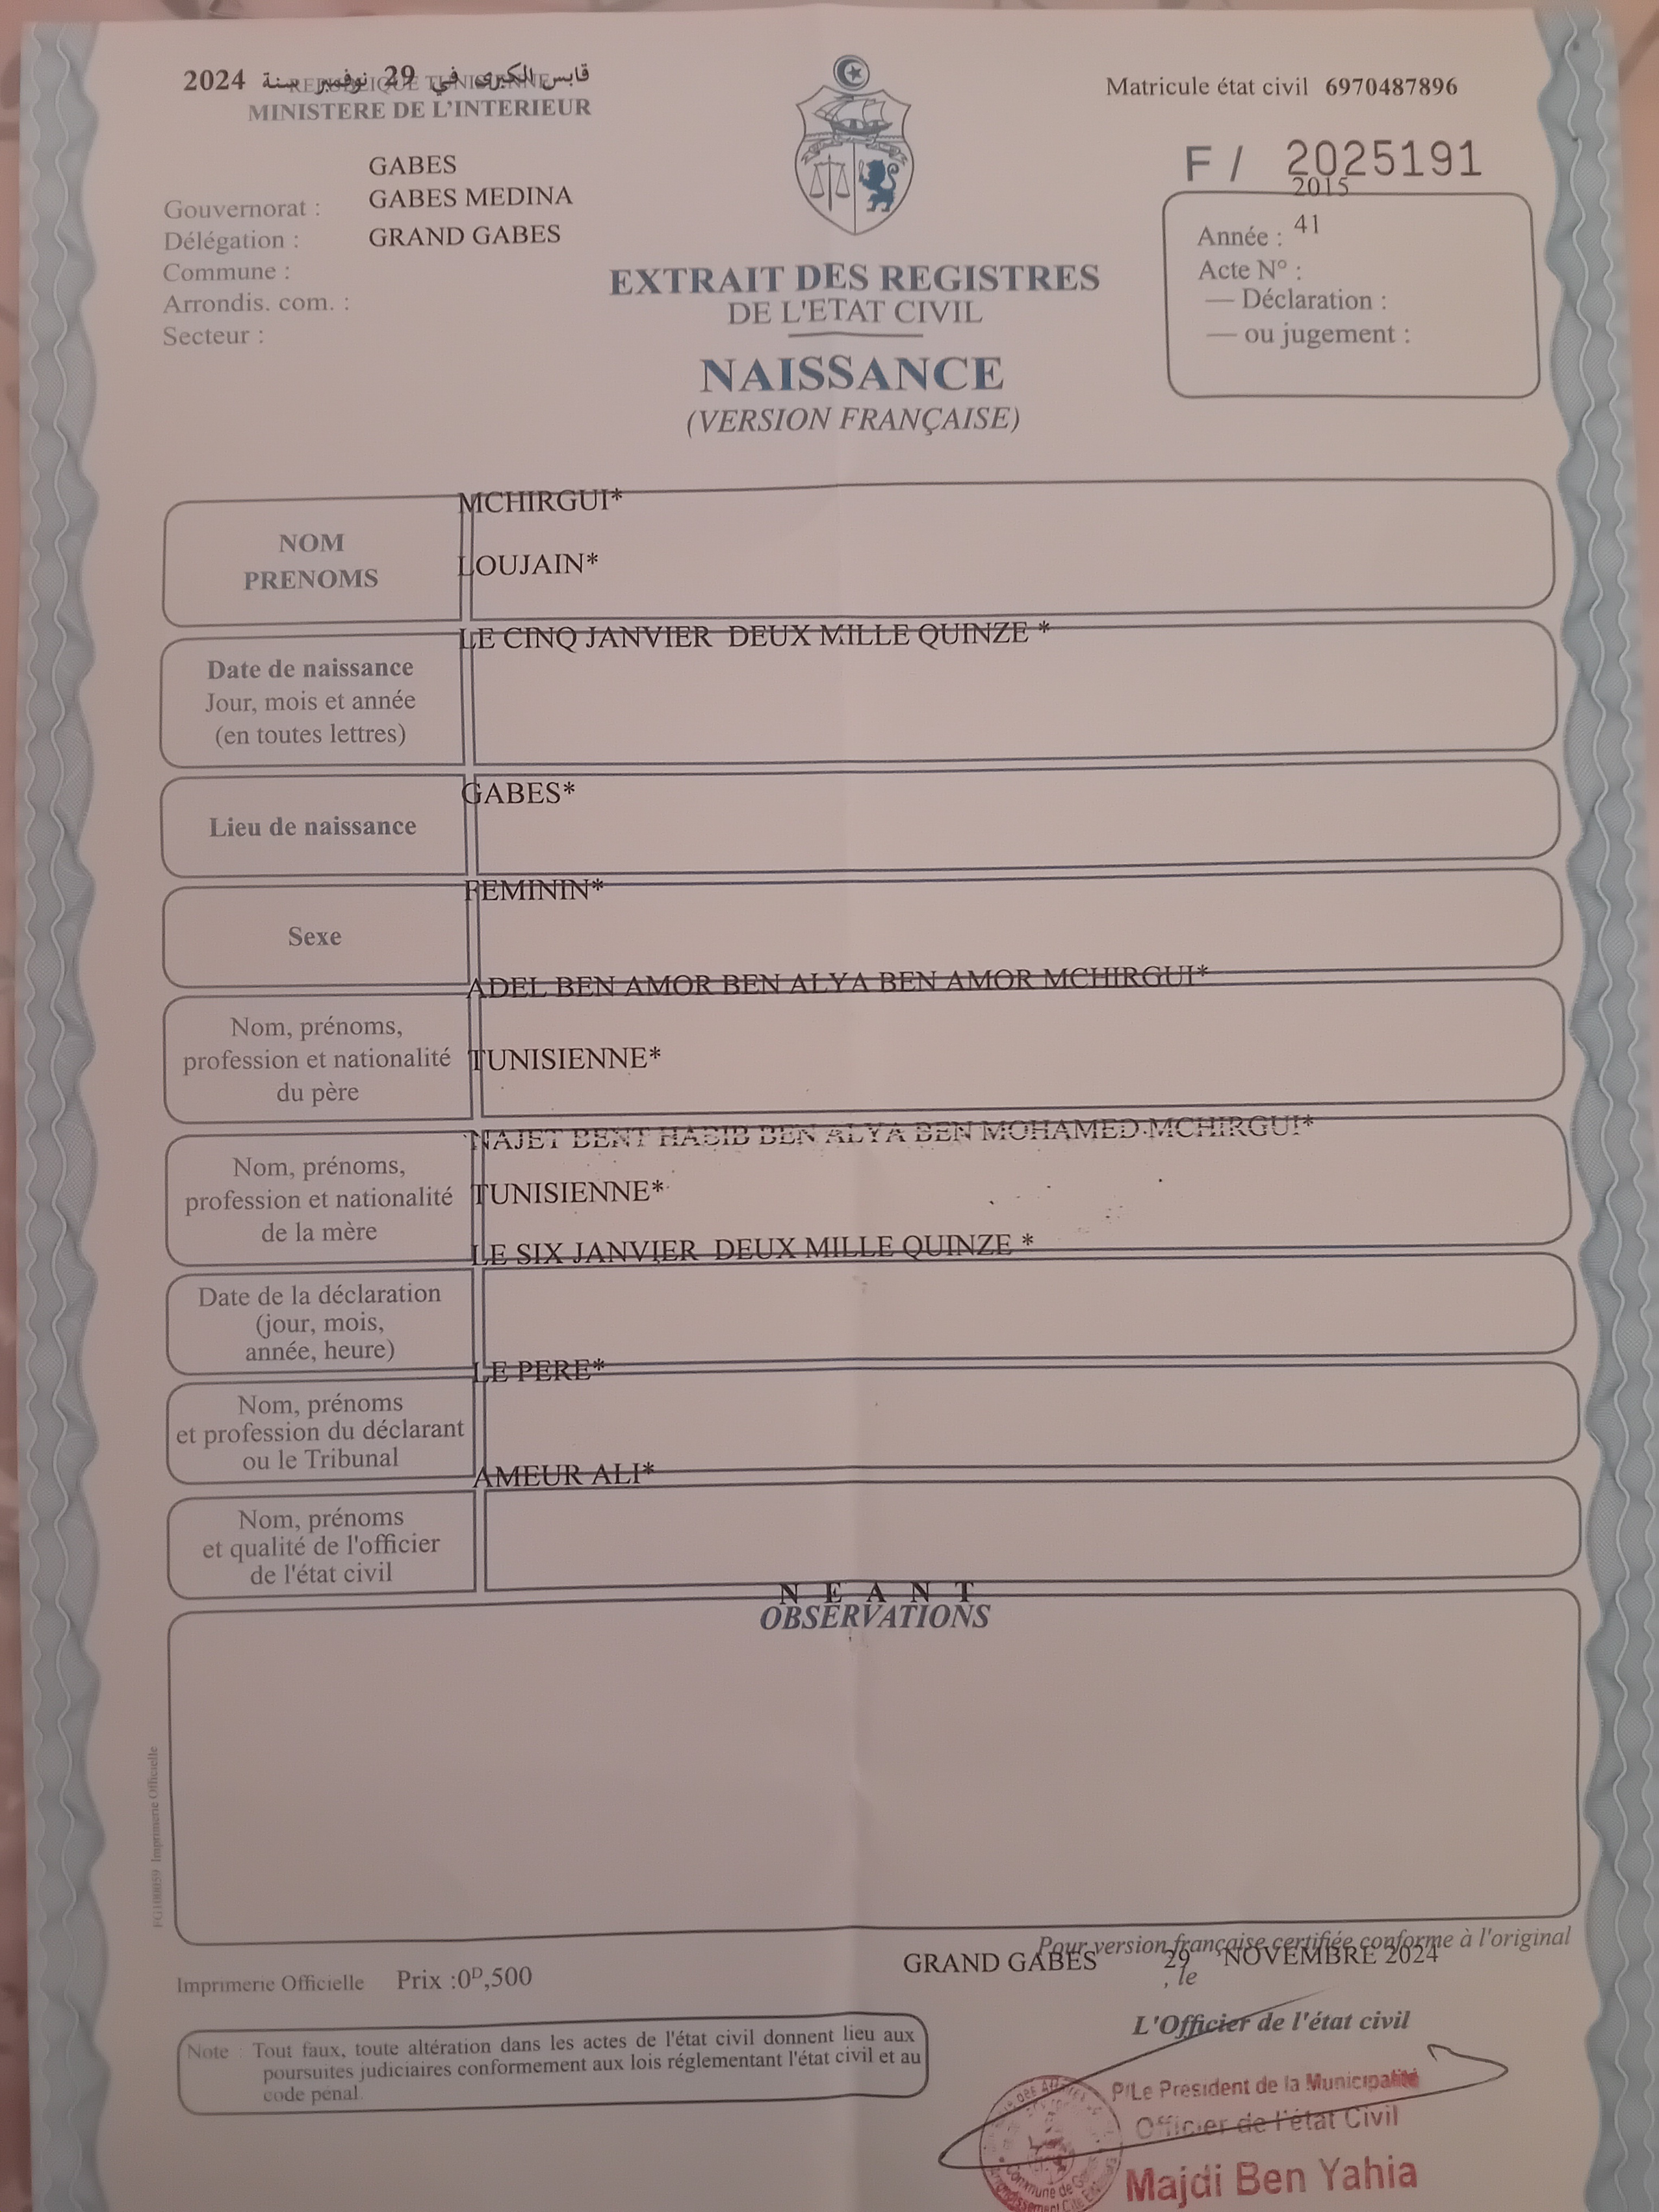 قابس الكبرى في 29 نوفمبر سنة 2024
REPUBLIQUE TUNISIENNE
MINISTERE DE L'INTERIEUR
Matricule état civil 6970487896
F / 2025191
GABES
GABES MEDINA
GRAND GABES
Gouvernorat :
Délégation :
Commune :
Arrondis. com. :
Secteur :
2015
Année : 41
Acte N° :
— Déclaration :
— ou jugement :
EXTRAIT DES REGISTRES
DE L'ETAT CIVIL
NAISSANCE
(VERSION FRANÇAISE)
MCHIRGUI*
NOM
LOUJAIN*
PRENOMS
LE CINQ JANVIER DEUX MILLE QUINZE *
Date de naissance
Jour, mois et année
(en toutes lettres)
GABES*
Lieu de naissance
FEMININ*
Sexe
ADEL BEN AMOR BEN ALYA BEN AMOR MCHIRGUI*
Nom, prénoms,
profession et nationalité
du père
TUNISIENNE*
NAJET BENT HABIB BEN ALYA BEN MOHAMED MCHIRGUI*
Nom, prénoms,
profession et nationalité
de la mère
TUNISIENNE*
LE SIX JANVIER DEUX MILLE QUINZE *
Date de la déclaration
(jour, mois,
année, heure)
LE PERE*
Nom, prénoms
et profession du déclarant
ou le Tribunal
AMEUR ALI*
Nom, prénoms
et qualité de l'officier
de l'état civil
N E A N T
OBSERVATIONS
Imprimerie Officielle
Pour version française certifiée conforme à l'original
GRAND GABES 29 NOVEMBRE 2024
, le
Imprimerie Officielle Prix :0ᴰ,500
L'Officier de l'état civil
Note : Tout faux, toute altération dans les actes de l'état civil donnent lieu aux
poursuites judiciaires conformement aux lois réglementant l'état civil et au
code pénal.
P/Le President de la Municipalité
Officier de l'état Civil
Majdi Ben Yahia
Commune de